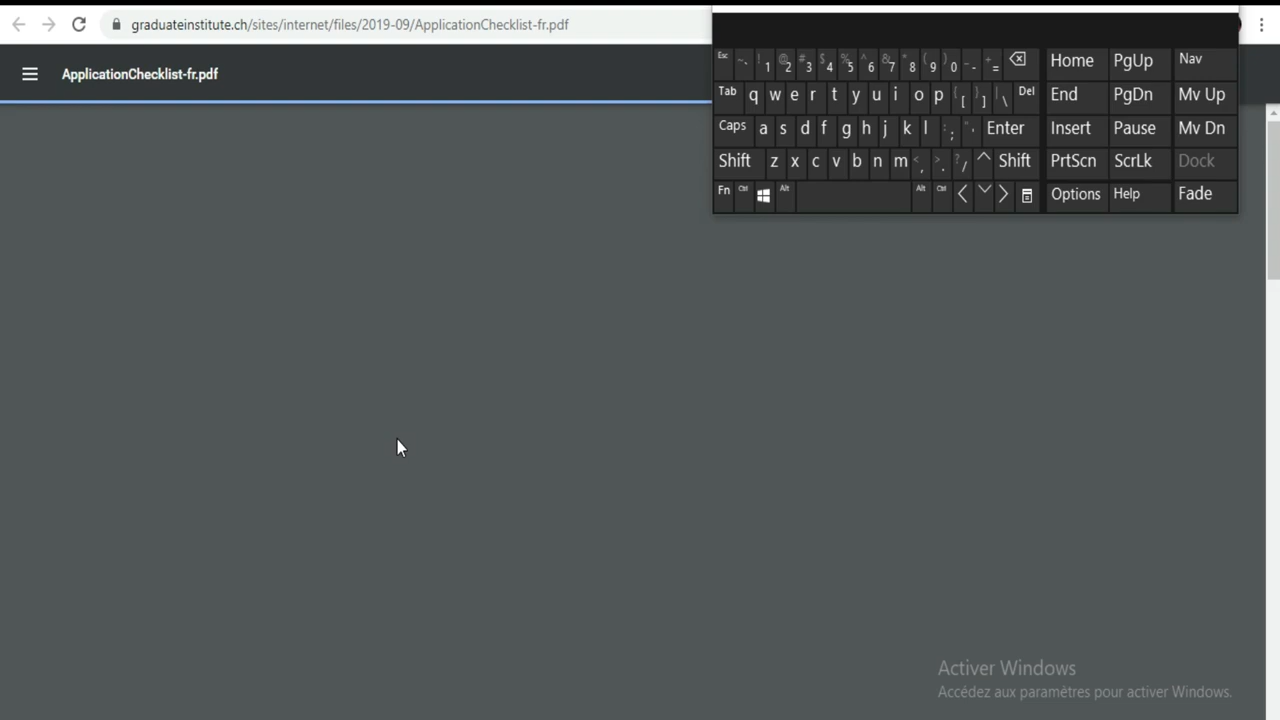 graduateinstitute.ch/sites/internet/files/2019-09/ApplicationChecklist-fr.pdf
ApplicationChecklist-fr.pdf
Esc ~ ` ! 1 @ 2 # 3 $ 4 % 5 ^ 6 & 7 * 8 ( 9 ) 0 _ - + = Home PgUp Nav
Tab q w e r t y u i o p { [ } ] | \ Del End PgDn Mv Up
Caps a s d f g h j k l : ; " ' Enter Insert Pause Mv Dn
Shift z x c v b n m < , > . ? / Shift PrtScn ScrLk Dock
Fn Ctrl Alt Alt Ctrl Options Help Fade
Activer Windows
Accédez aux paramètres pour activer Windows.